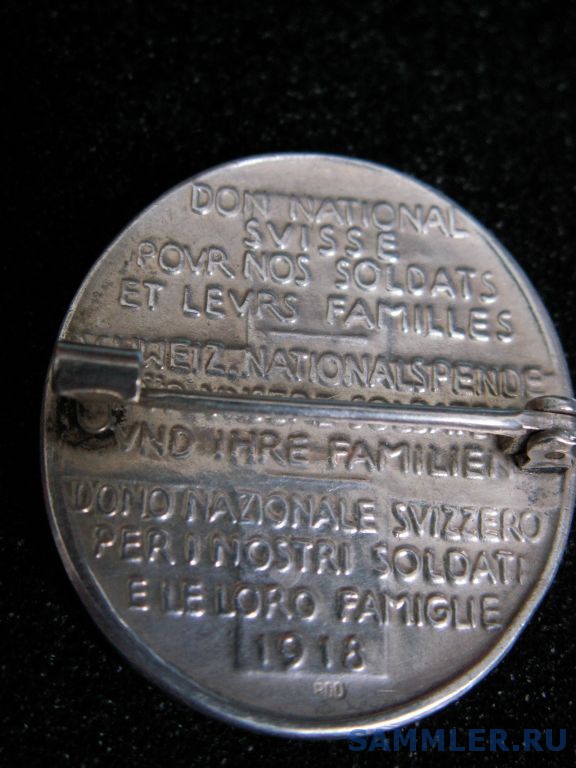 DON NATIONAL
SVISSE
POVR NOS SOLDATS
ET LEVRS FAMILLES
NATIONALSPENDE
VND IHRE FAMILIEN
DONO NAZIONALE SVIZZERO
PER I NOSTRI SOLDATI
E LE LORO FAMIGLIE
1918
SAMMLER.RU